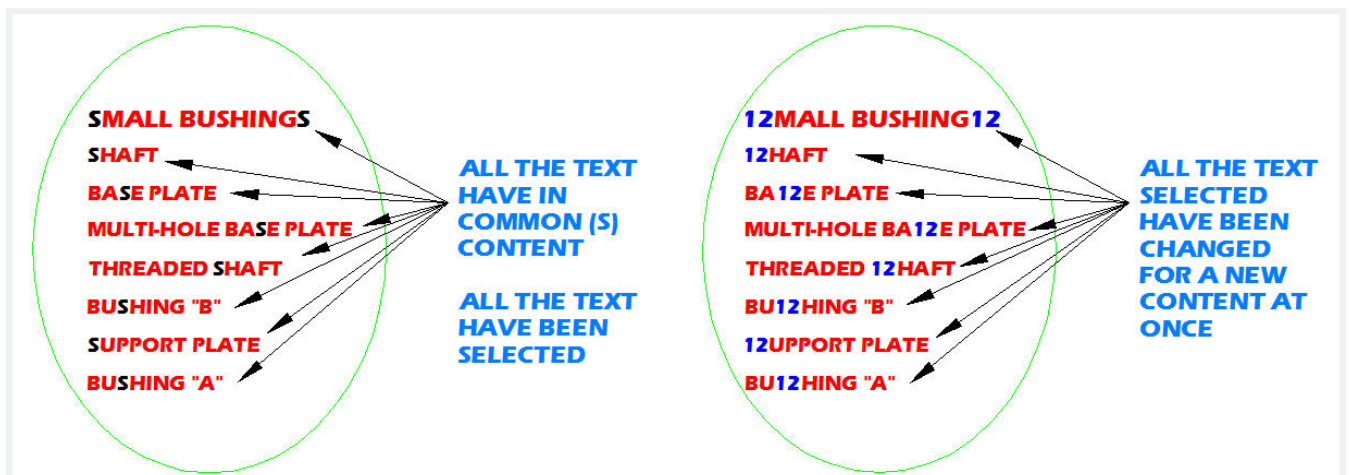 SMALL BUSHINGS
SHAFT
BASE PLATE
MULTI-HOLE BASE PLATE
THREADED SHAFT
BUSHING "B"
SUPPORT PLATE
BUSHING "A"
ALL THE TEXT
HAVE IN
COMMON (S)
CONTENT
ALL THE TEXT
HAVE BEEN
SELECTED
12MALL BUSHING12
12HAFT
BA12E PLATE
MULTI-HOLE BA12E PLATE
THREADED 12HAFT
BU12HING "B"
12UPPORT PLATE
BU12HING "A"
ALL THE TEXT
SELECTED
HAVE BEEN
CHANGED
FOR A NEW
CONTENT AT
ONCE